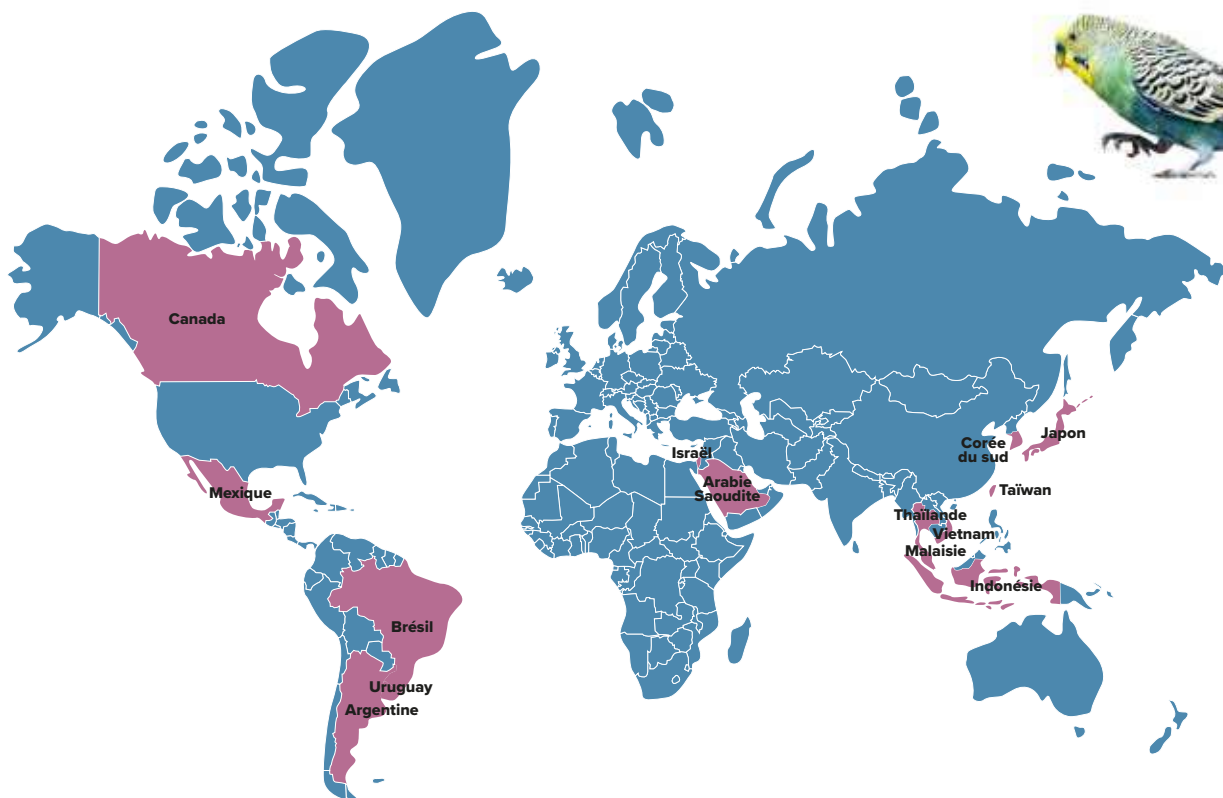 Canada
Mexique
Brésil
Uruguay
Argentine
Israël
Arabie
Saoudite
Corée
du sud
Japon
Taïwan
Thaïlande
Vietnam
Malaisie
Indonésie